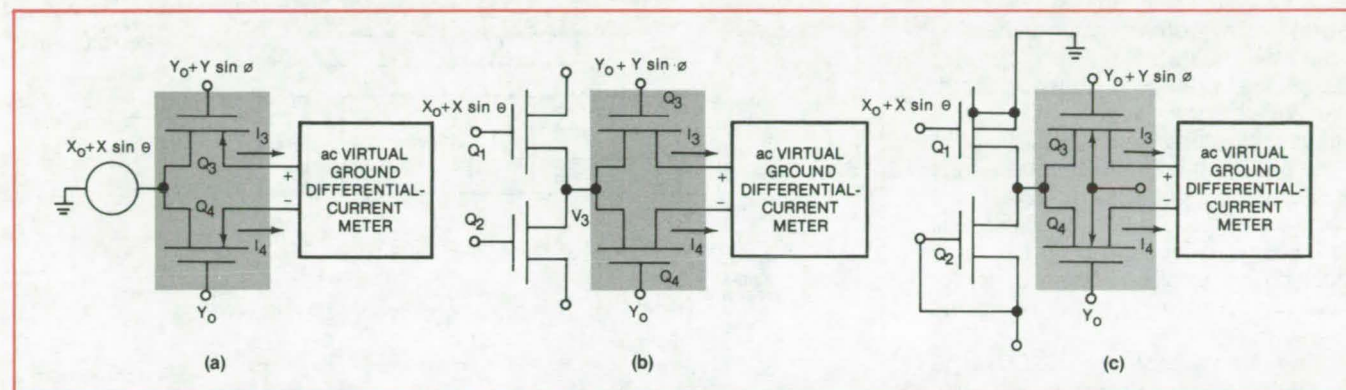 Y₀+Y sin ø
X₀+X sin θ
Q₃
I₃
Q₄
I₄
+
−
Y₀
ac VIRTUAL
GROUND
DIFFERENTIAL-
CURRENT
METER
(a)
Y₀+Y sin ø
X₀+X sin θ
Q₁
Q₂
V₃
Q₃
I₃
I₄
Q₄
+
−
Y₀
ac VIRTUAL
GROUND
DIFFERENTIAL-
CURRENT
METER
(b)
Y₀+Y sin ø
X₀+X sin θ
Q₁
Q₂
Q₃
I₃
Q₄
I₄
+
−
Y₀
ac VIRTUAL
GROUND
DIFFERENTIAL-
CURRENT
METER
(c)